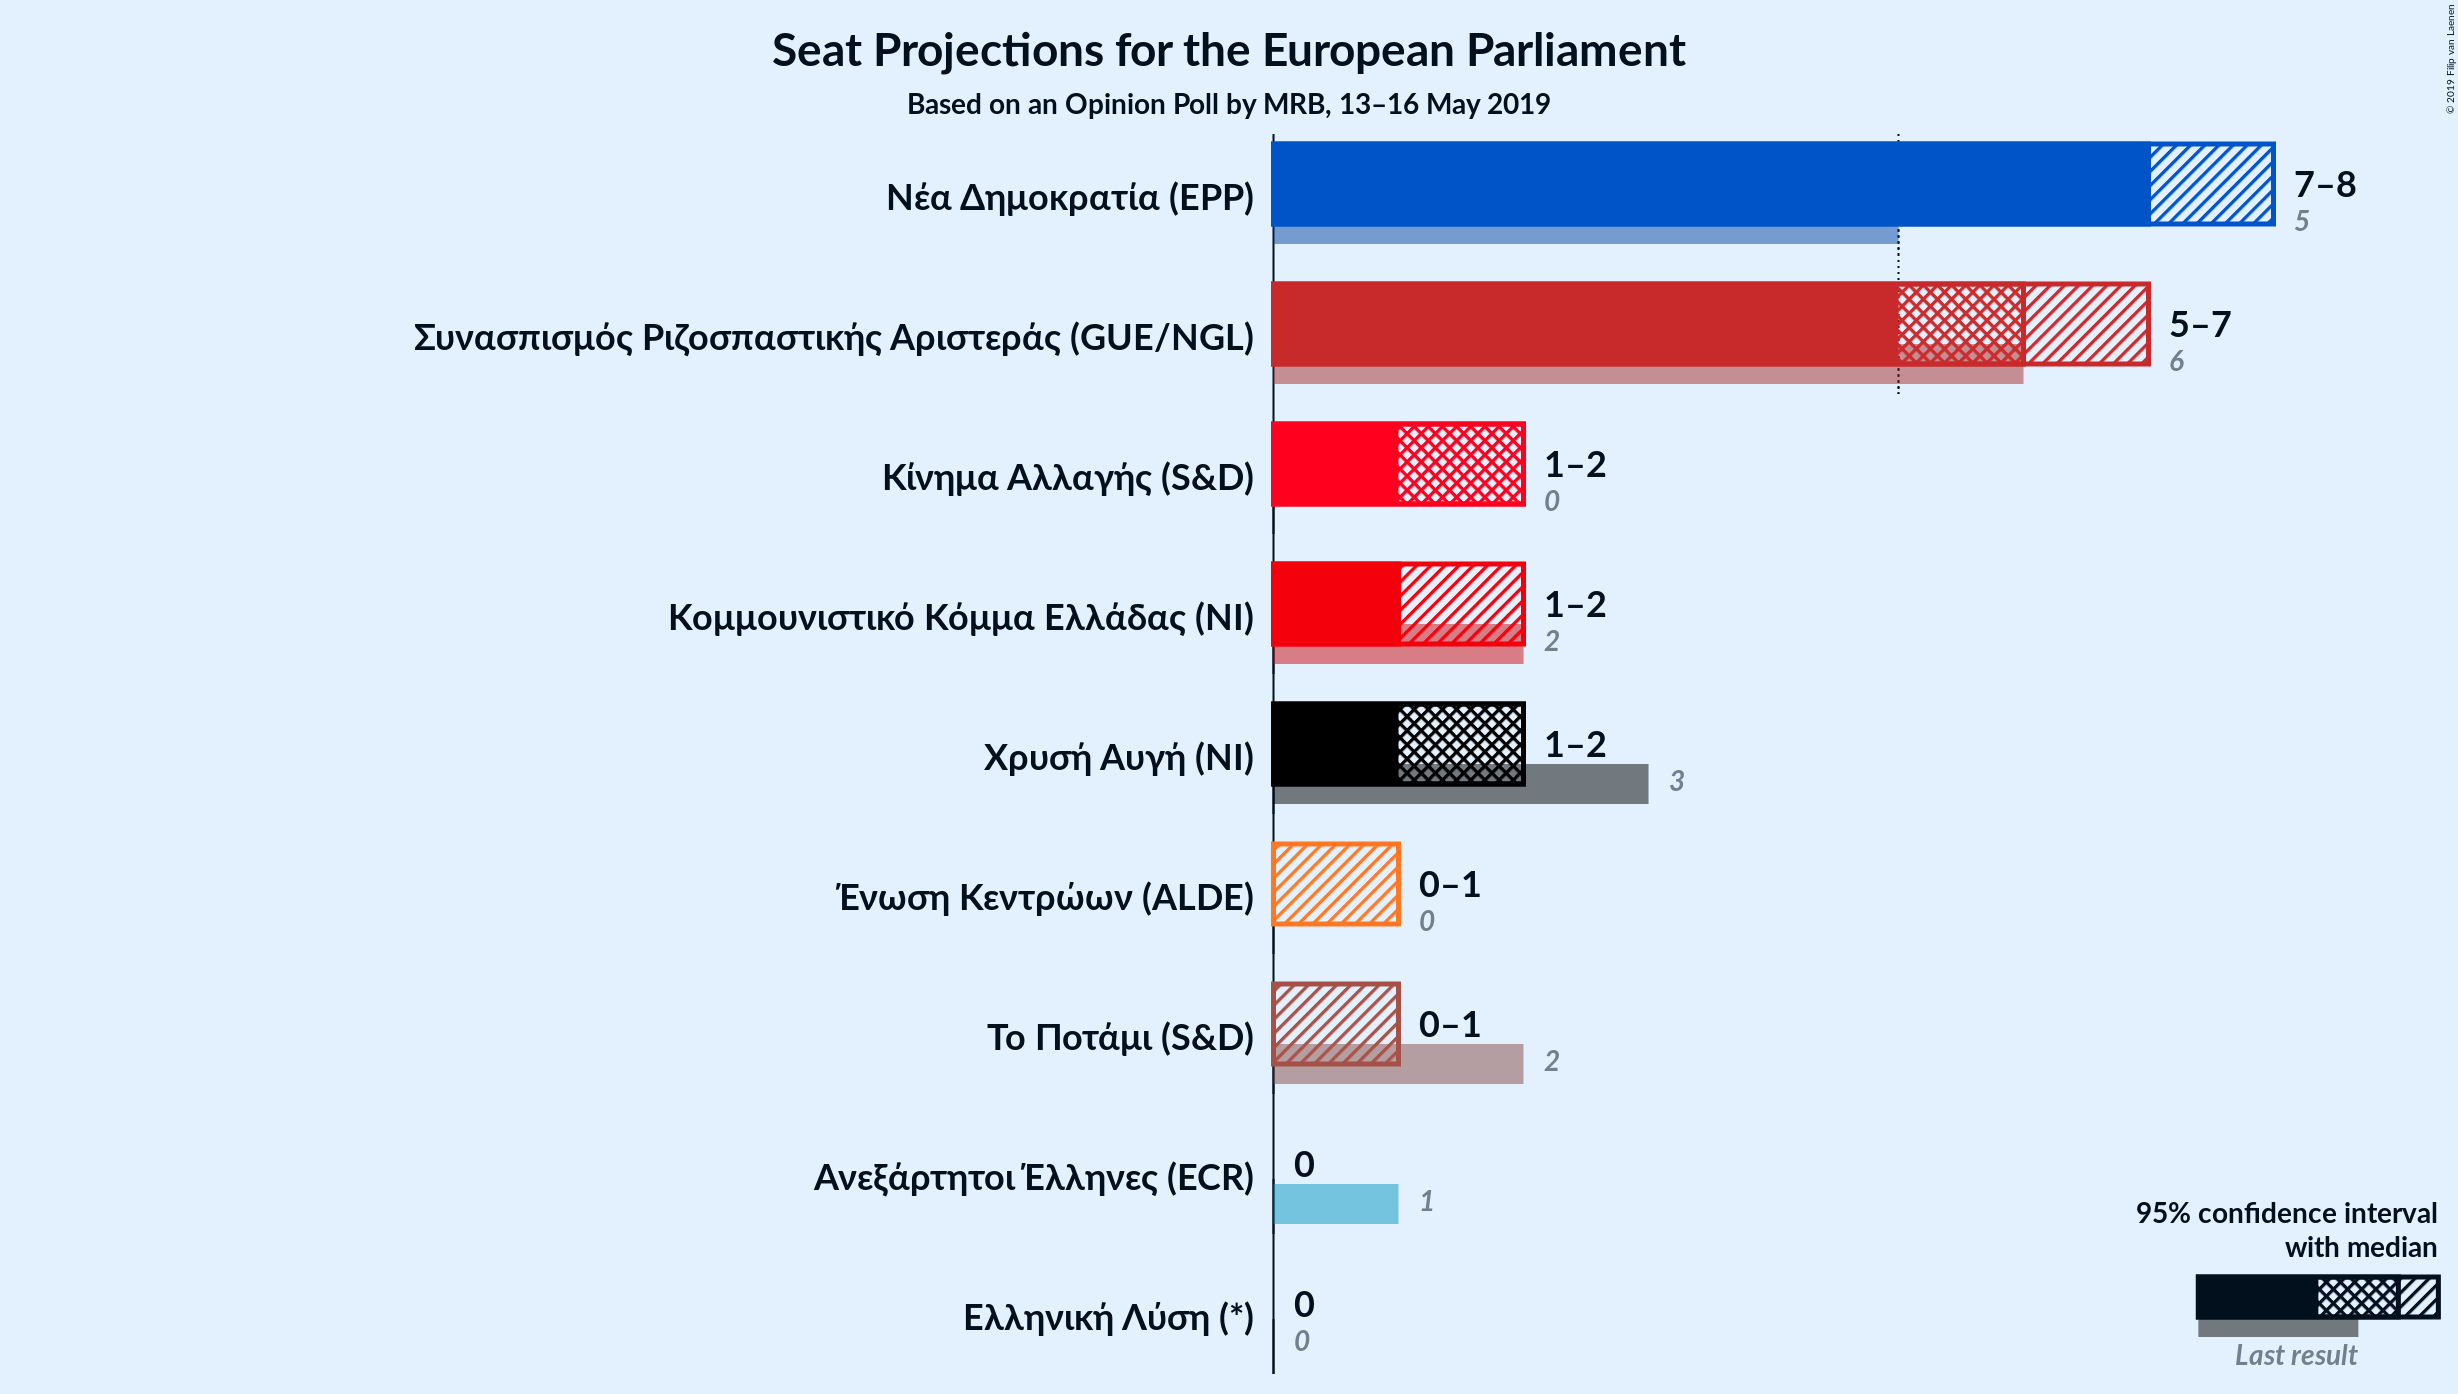 Seat Projections for the European Parliament
Based on an Opinion Poll by MRB, 13–16 May 2019
© 2019 Filip van Laenen
Νέα Δημοκρατία (EPP)
7–8
5
Συνασπισμός Ριζοσπαστικής Αριστεράς (GUE/NGL)
5–7
6
Κίνημα Αλλαγής (S&D)
1–2
0
Κομμουνιστικό Κόμμα Ελλάδας (NI)
1–2
2
Χρυσή Αυγή (NI)
1–2
3
Ένωση Κεντρώων (ALDE)
0–1
0
Το Ποτάμι (S&D)
0–1
2
Ανεξάρτητοι Έλληνες (ECR)
0
1
Ελληνική Λύση (*)
0
0
95% confidence interval
with median
Last result